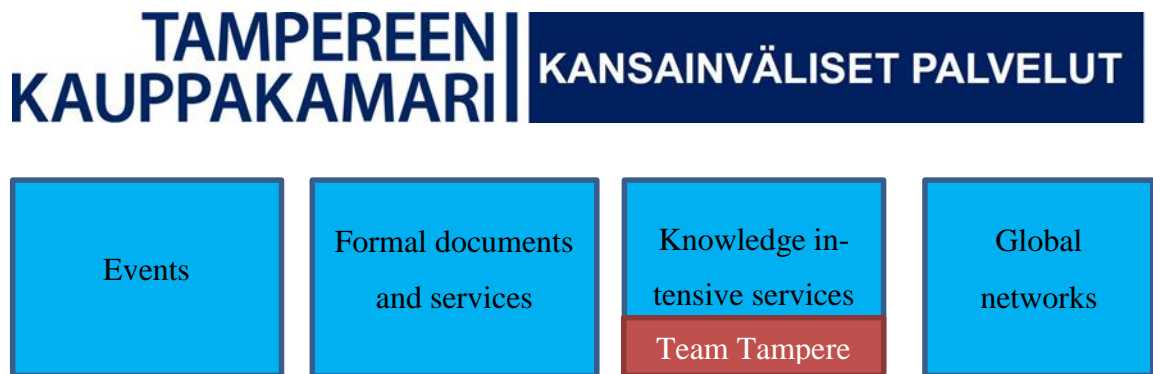 TAMPEREEN
KAUPPAKAMARI
KANSAINVÄLISET PALVELUT
Events
Formal documents
and services
Knowledge in-
tensive services
Team Tampere
Global
networks